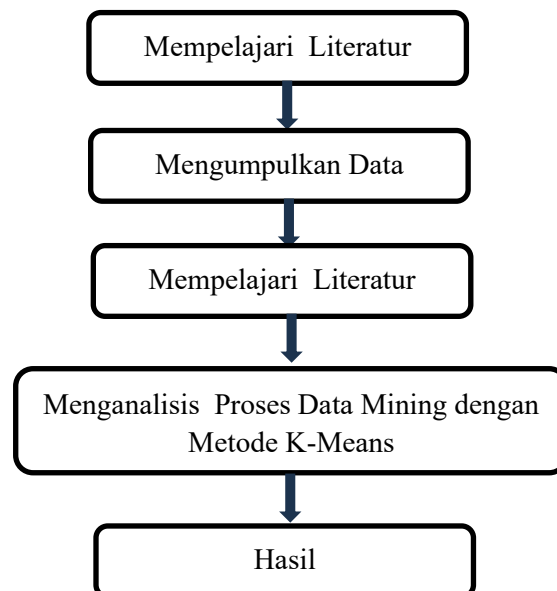 Mempelajari Literatur
Mengumpulkan Data
Mempelajari Literatur
Menganalisis Proses Data Mining dengan
Metode K-Means
Hasil